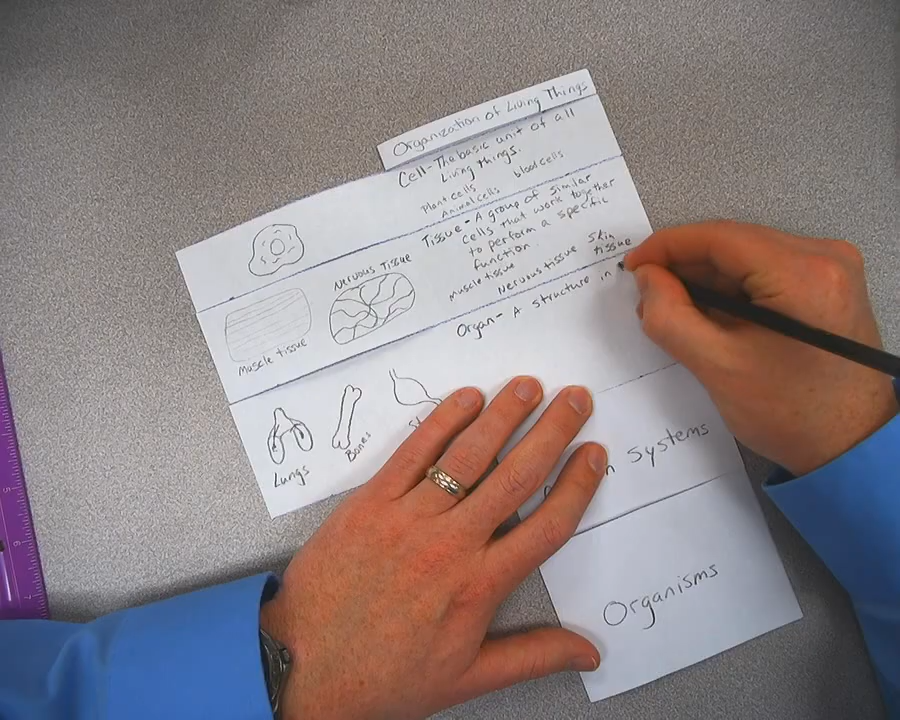 Organization of Living Things
Cell - The basic unit of all
Living things.
Plant cells
blood cells
Animal cells
Tissue - A group of similar
cells that work together
to perform a specific
function.
muscle tissue
Nervous tissue
Skin
tissue
Nervous Tissue
Muscle tissue
Organ - A structure in
Lungs
Bones
systems
Organisms
5
6